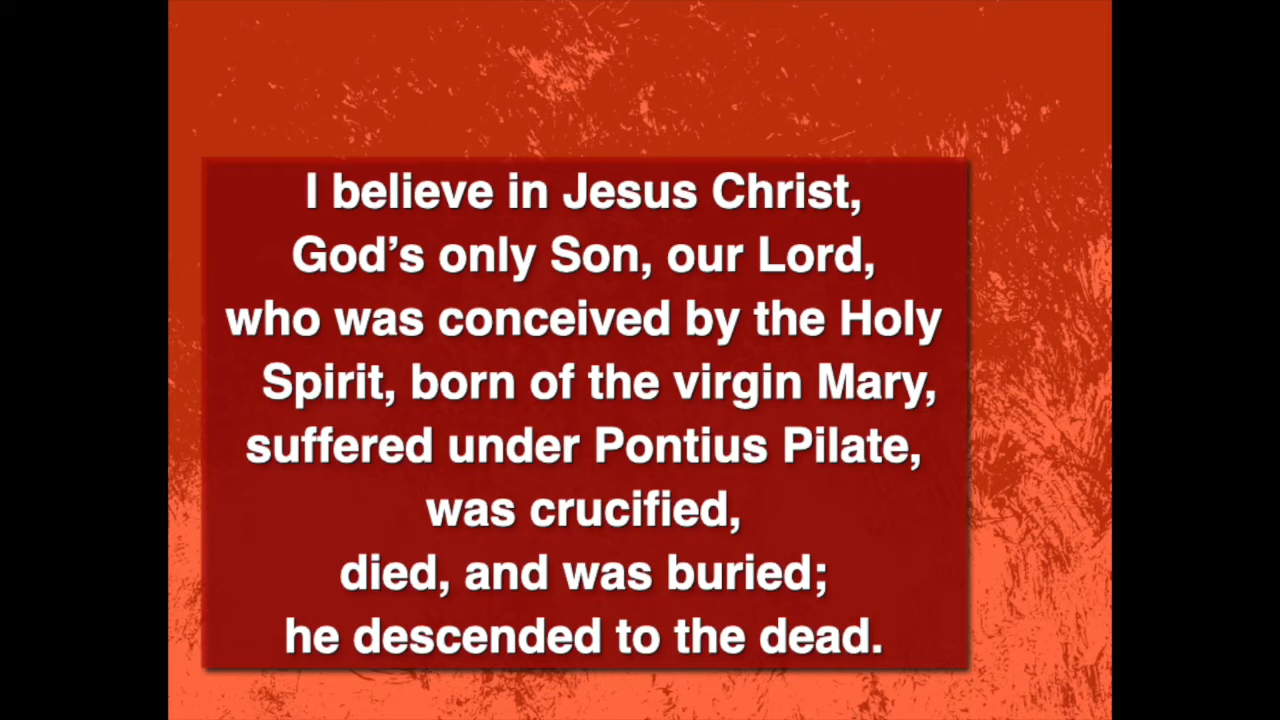 I believe in Jesus Christ,
God’s only Son, our Lord,
who was conceived by the Holy
Spirit, born of the virgin Mary,
suffered under Pontius Pilate,
was crucified,
died, and was buried;
he descended to the dead.